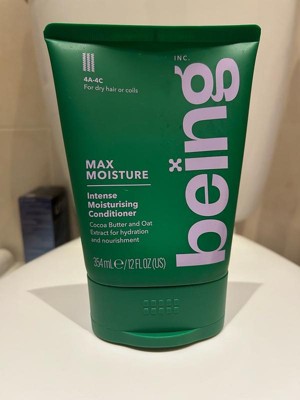 INC.
being
4A-4C
For dry hair or coils
MAX
MOISTURE
Intense
Moisturising
Conditioner
Cocoa Butter and Oat
Extract for hydration
and nourishment
354 mL ℮/12 FL.OZ.(US)